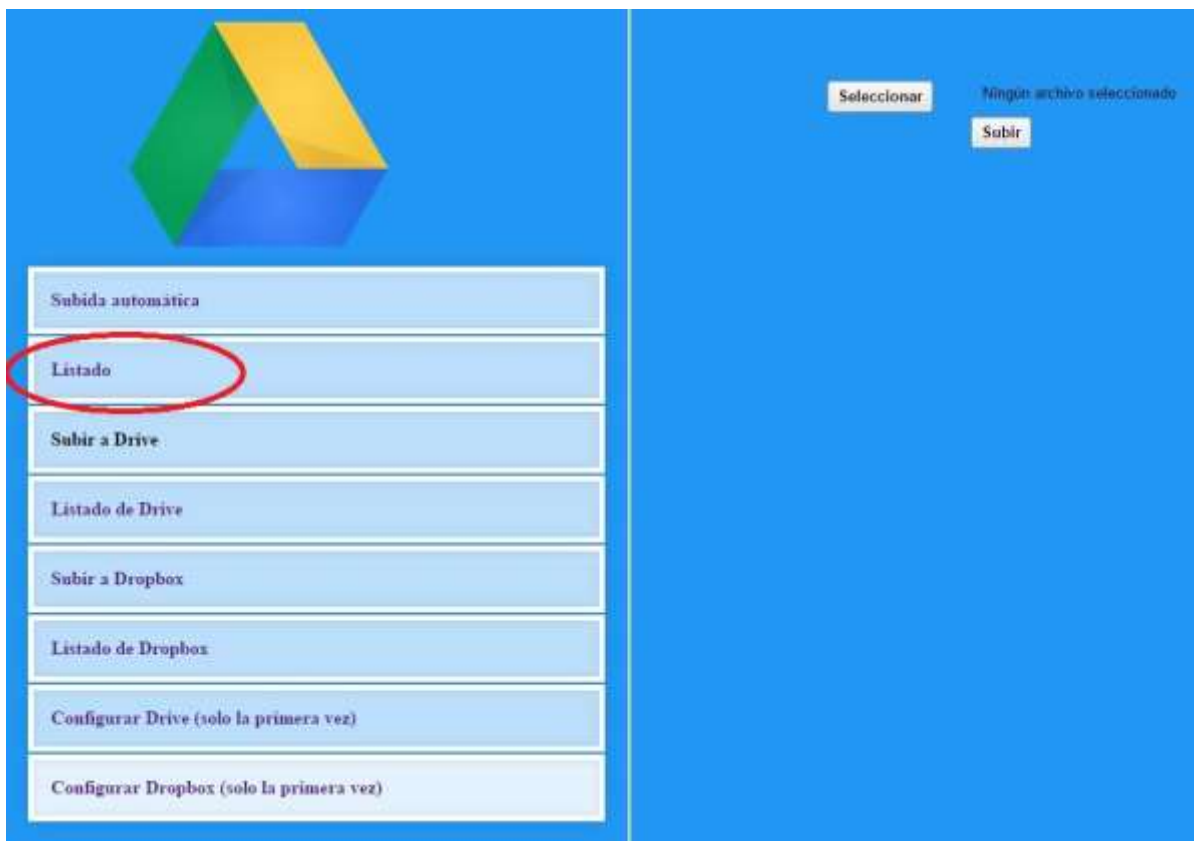 Seleccionar
Ningún archivo seleccionado
Subir
Subida automática
Listado
Subir a Drive
Listado de Drive
Subir a Dropbox
Listado de Dropbox
Configurar Drive (solo la primera vez)
Configurar Dropbox (solo la primera vez)